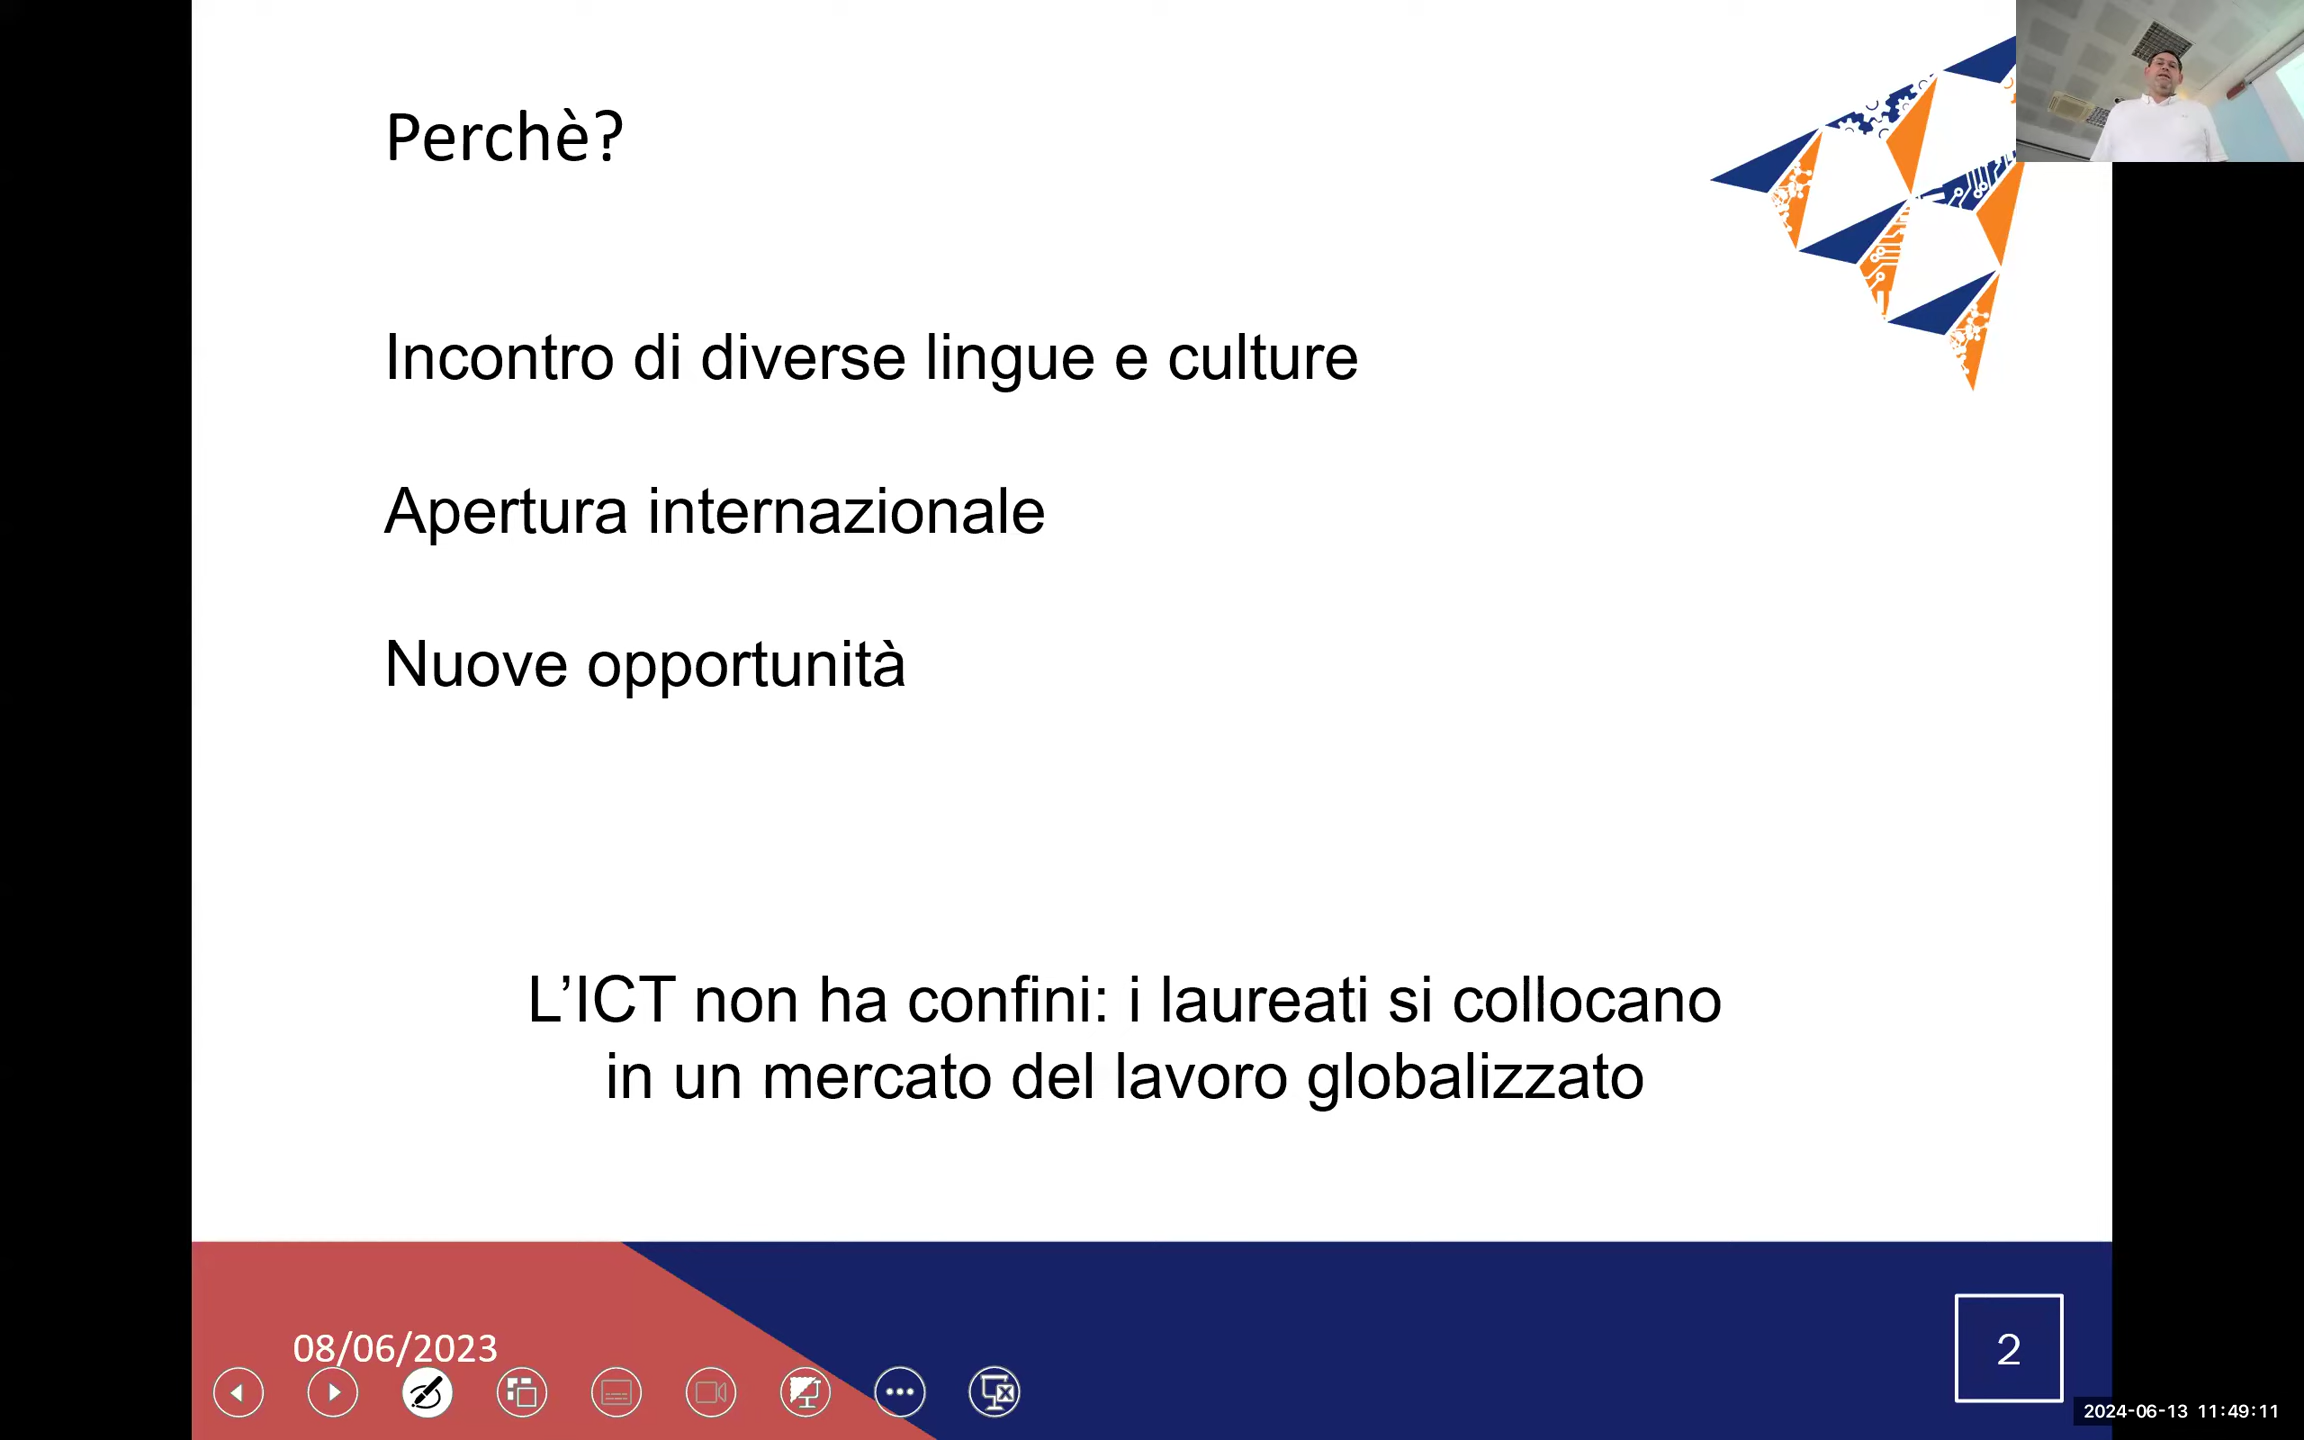 Perchè?
Incontro di diverse lingue e culture
Apertura internazionale
Nuove opportunità
L’ICT non ha confini: i laureati si collocano
in un mercato del lavoro globalizzato
08/06/2023
2
2024-06-13 11:49:11